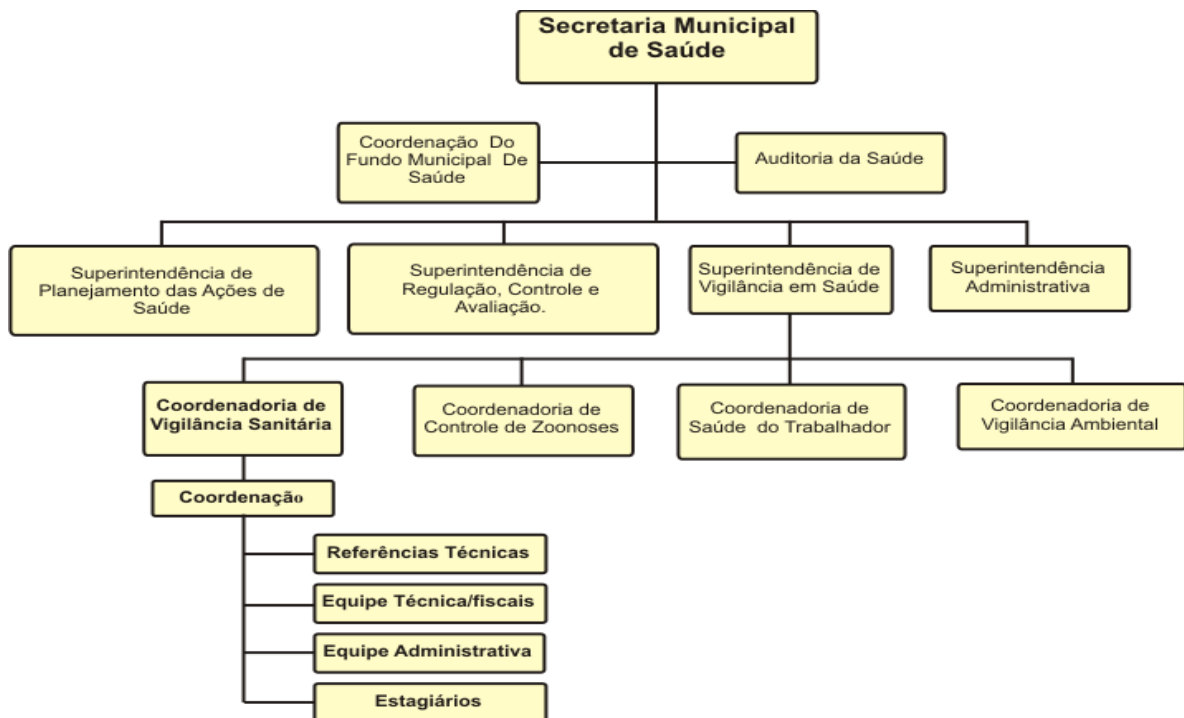 Secretaria Municipal
de Saúde
Coordenação Do
Fundo Municipal De
Saúde
Auditoria da Saúde
Superintendência de
Planejamento das Ações de
Saúde
Superintendência de
Regulação, Controle e
Avaliação.
Superintendência de
Vigilância em Saúde
Superintendência
Administrativa
Coordenadoria de
Vigilância Sanitária
Coordenadoria de
Controle de Zoonoses
Coordenadoria de
Saúde do Trabalhador
Coordenadoria de
Vigilância Ambiental
Coordenação
Referências Técnicas
Equipe Técnica/fiscais
Equipe Administrativa
Estagiários